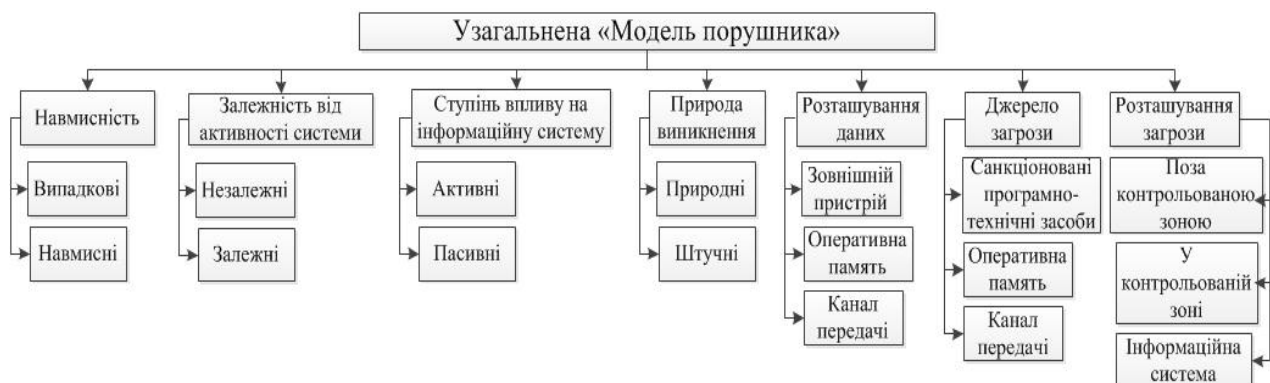 Узагальнена «Модель порушника»
Навмисність
Випадкові
Навмисні
Залежність від
активності системи
Незалежні
Залежні
Ступінь впливу на
інформаційну систему
Активні
Пасивні
Природа
виникнення
Природні
Штучні
Розташування
даних
Зовнішній
пристрій
Оперативна
память
Канал
передачі
Джерело
загрози
Санкціоновані
програмно-
технічні засоби
Оперативна
память
Канал
передачі
Розташування
загрози
Поза
контрольованою
зоною
У
контрольованій
зоні
Інформаційна
система